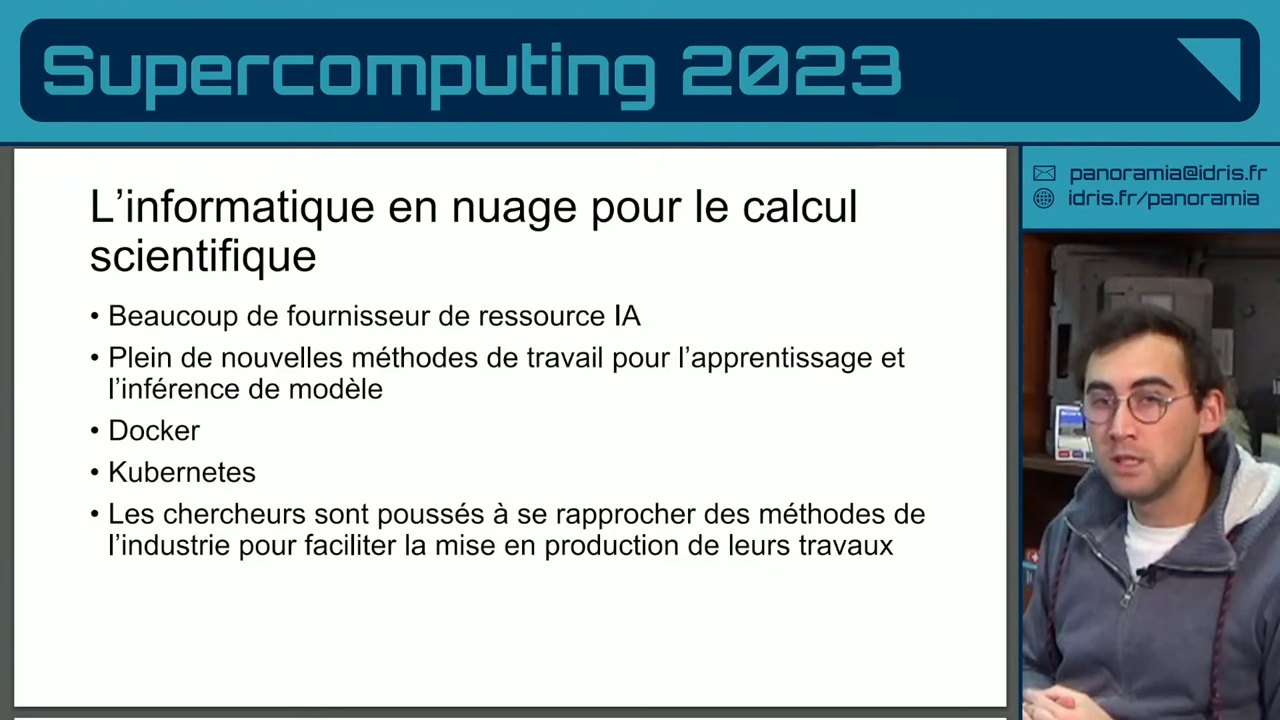 Supercomputing 2023
panoramia@idris.fr
idris.fr/panoramia
L’informatique en nuage pour le calcul
scientifique
• Beaucoup de fournisseur de ressource IA
• Plein de nouvelles méthodes de travail pour l’apprentissage et
l’inférence de modèle
• Docker
• Kubernetes
• Les chercheurs sont poussés à se rapprocher des méthodes de
l’industrie pour faciliter la mise en production de leurs travaux